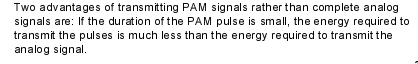 Two advantages of transmitting PAM signals rather than complete analog
signals are: If the duration of the PAM pulse is small, the energy required to
transmit the pulses is much less than the energy required to transmit the
analog signal.